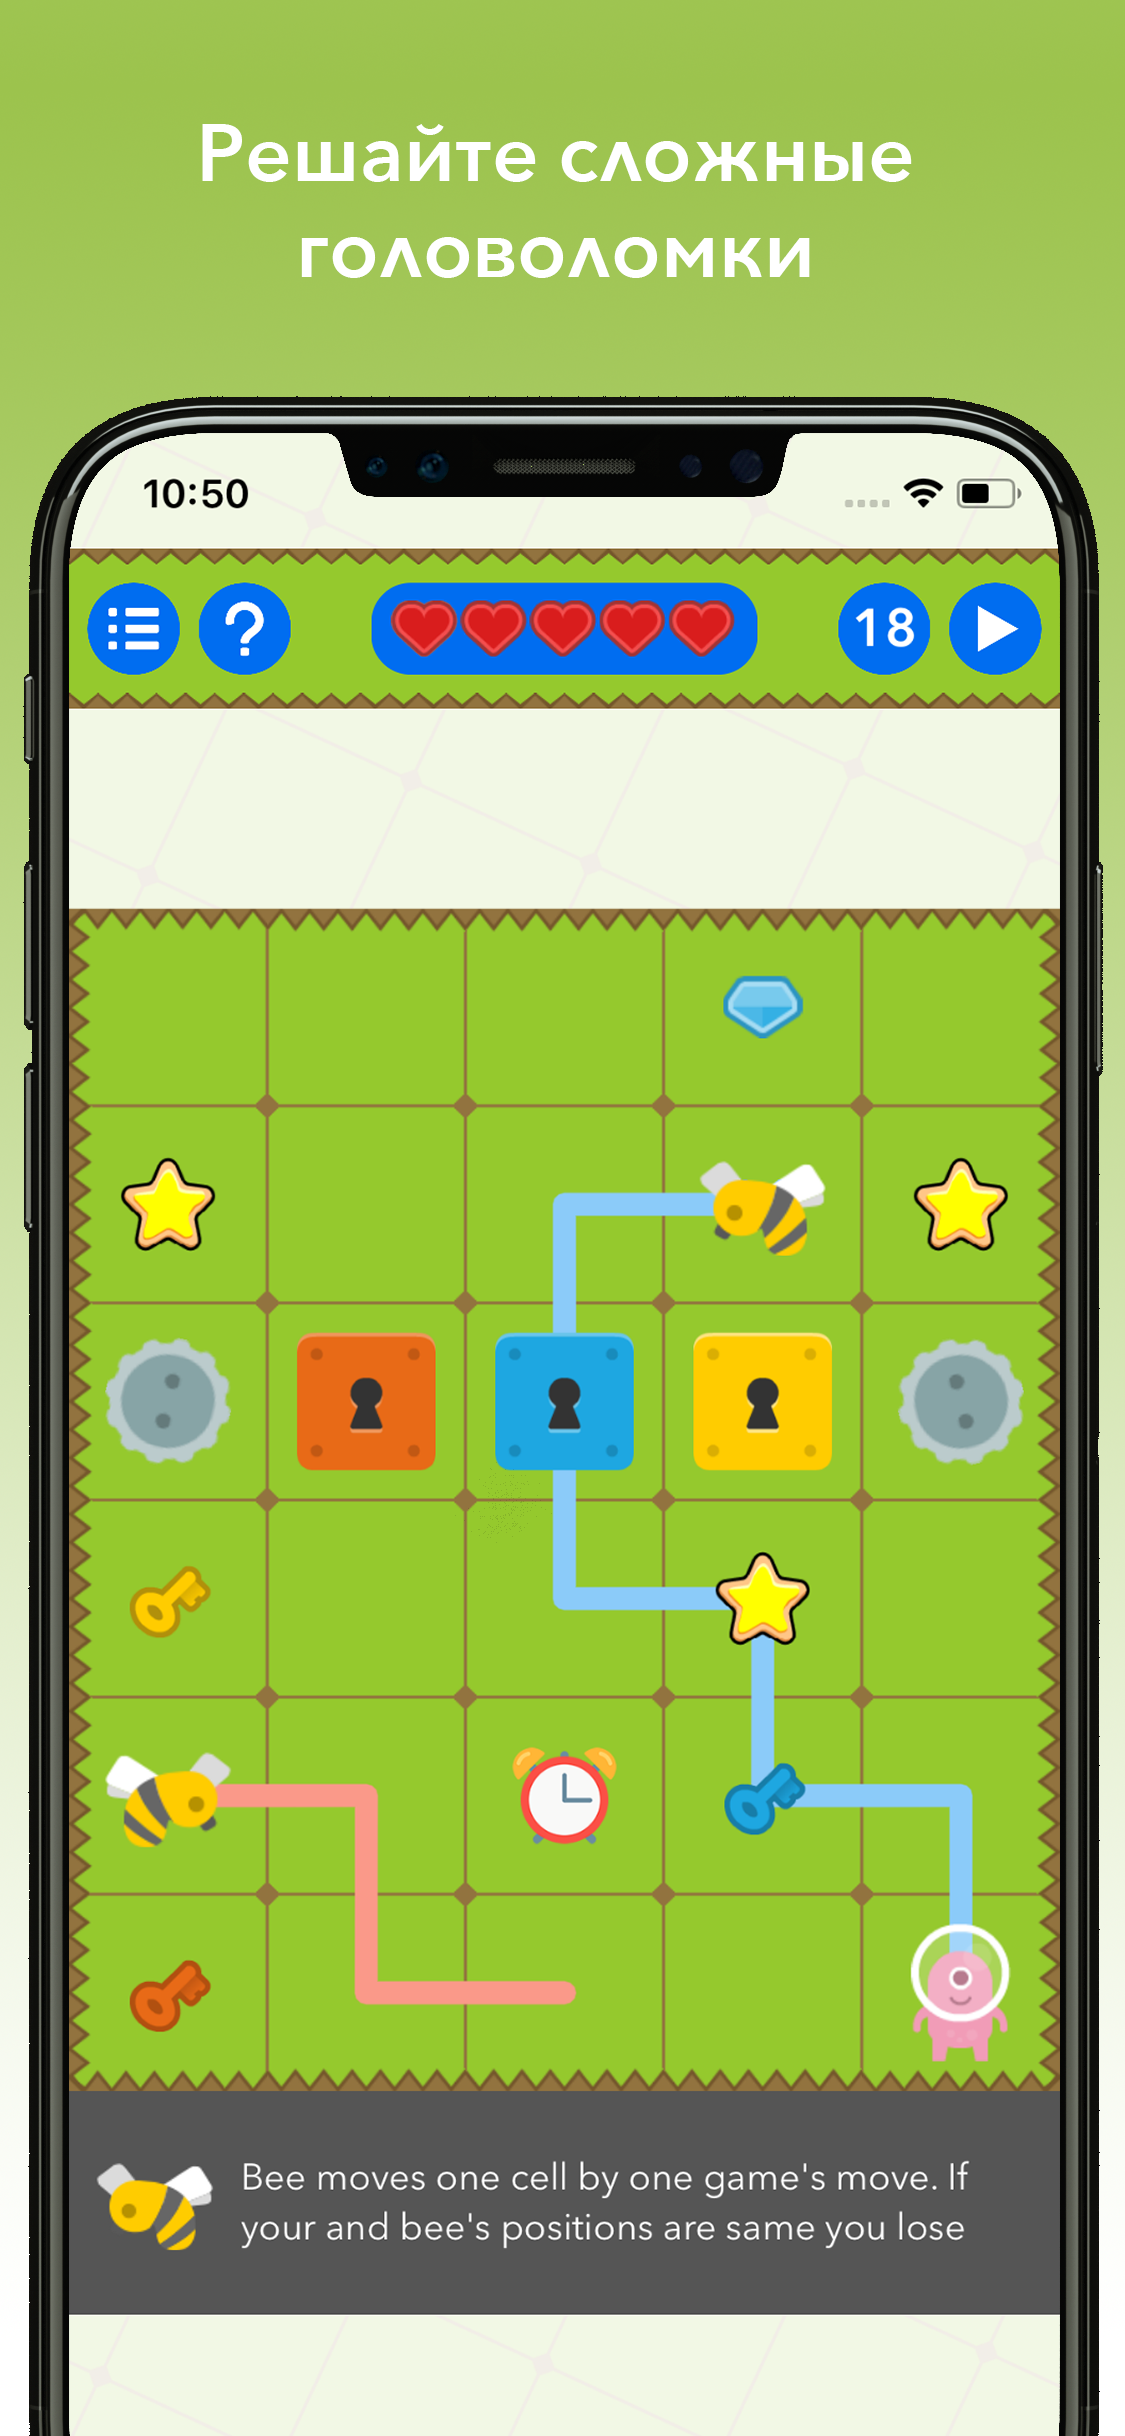 Решайте сложные
головоломки
10:50
?
18
Bee moves one cell by one game's move. If
your and bee's positions are same you lose